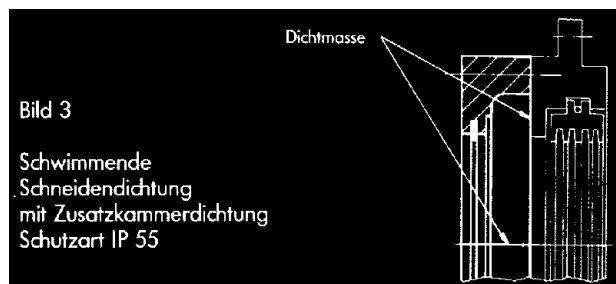 Dichtmasse
Bild 3
Schwimmende
Schneidendichtung
mit Zusatzkammerdichtung
Schutzart IP 55